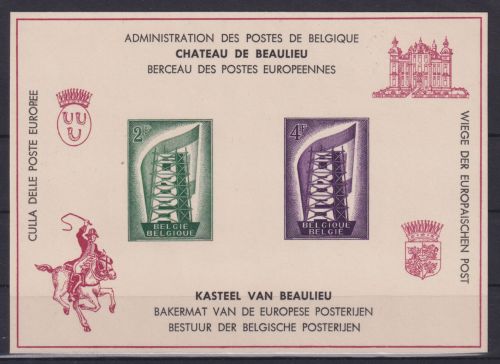 ADMINISTRATION DES POSTES DE BELGIQUE
CHATEAU DE BEAULIEU
BERCEAU DES POSTES EUROPEENNES
CULLA DELLE POSTE EUROPEE
WIEGE DER EUROPAISCHEN POST
2F
BELGIE
BELGIQUE
4F
BELGIE
BELGIQUE
KASTEEL VAN BEAULIEU
BAKERMAT VAN DE EUROPESE POSTERIJEN
BESTUUR DER BELGISCHE POSTERIJEN